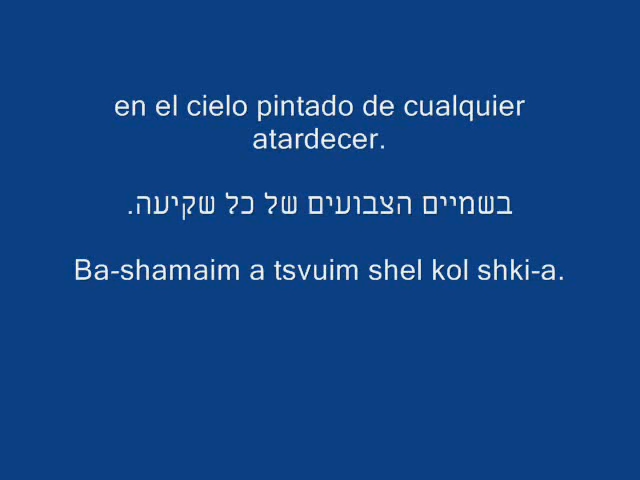 en el cielo pintado de cualquier
atardecer.
בשמיים הצבועים של כל שקיעה.
Ba-shamaim a tsvuim shel kol shki-a.